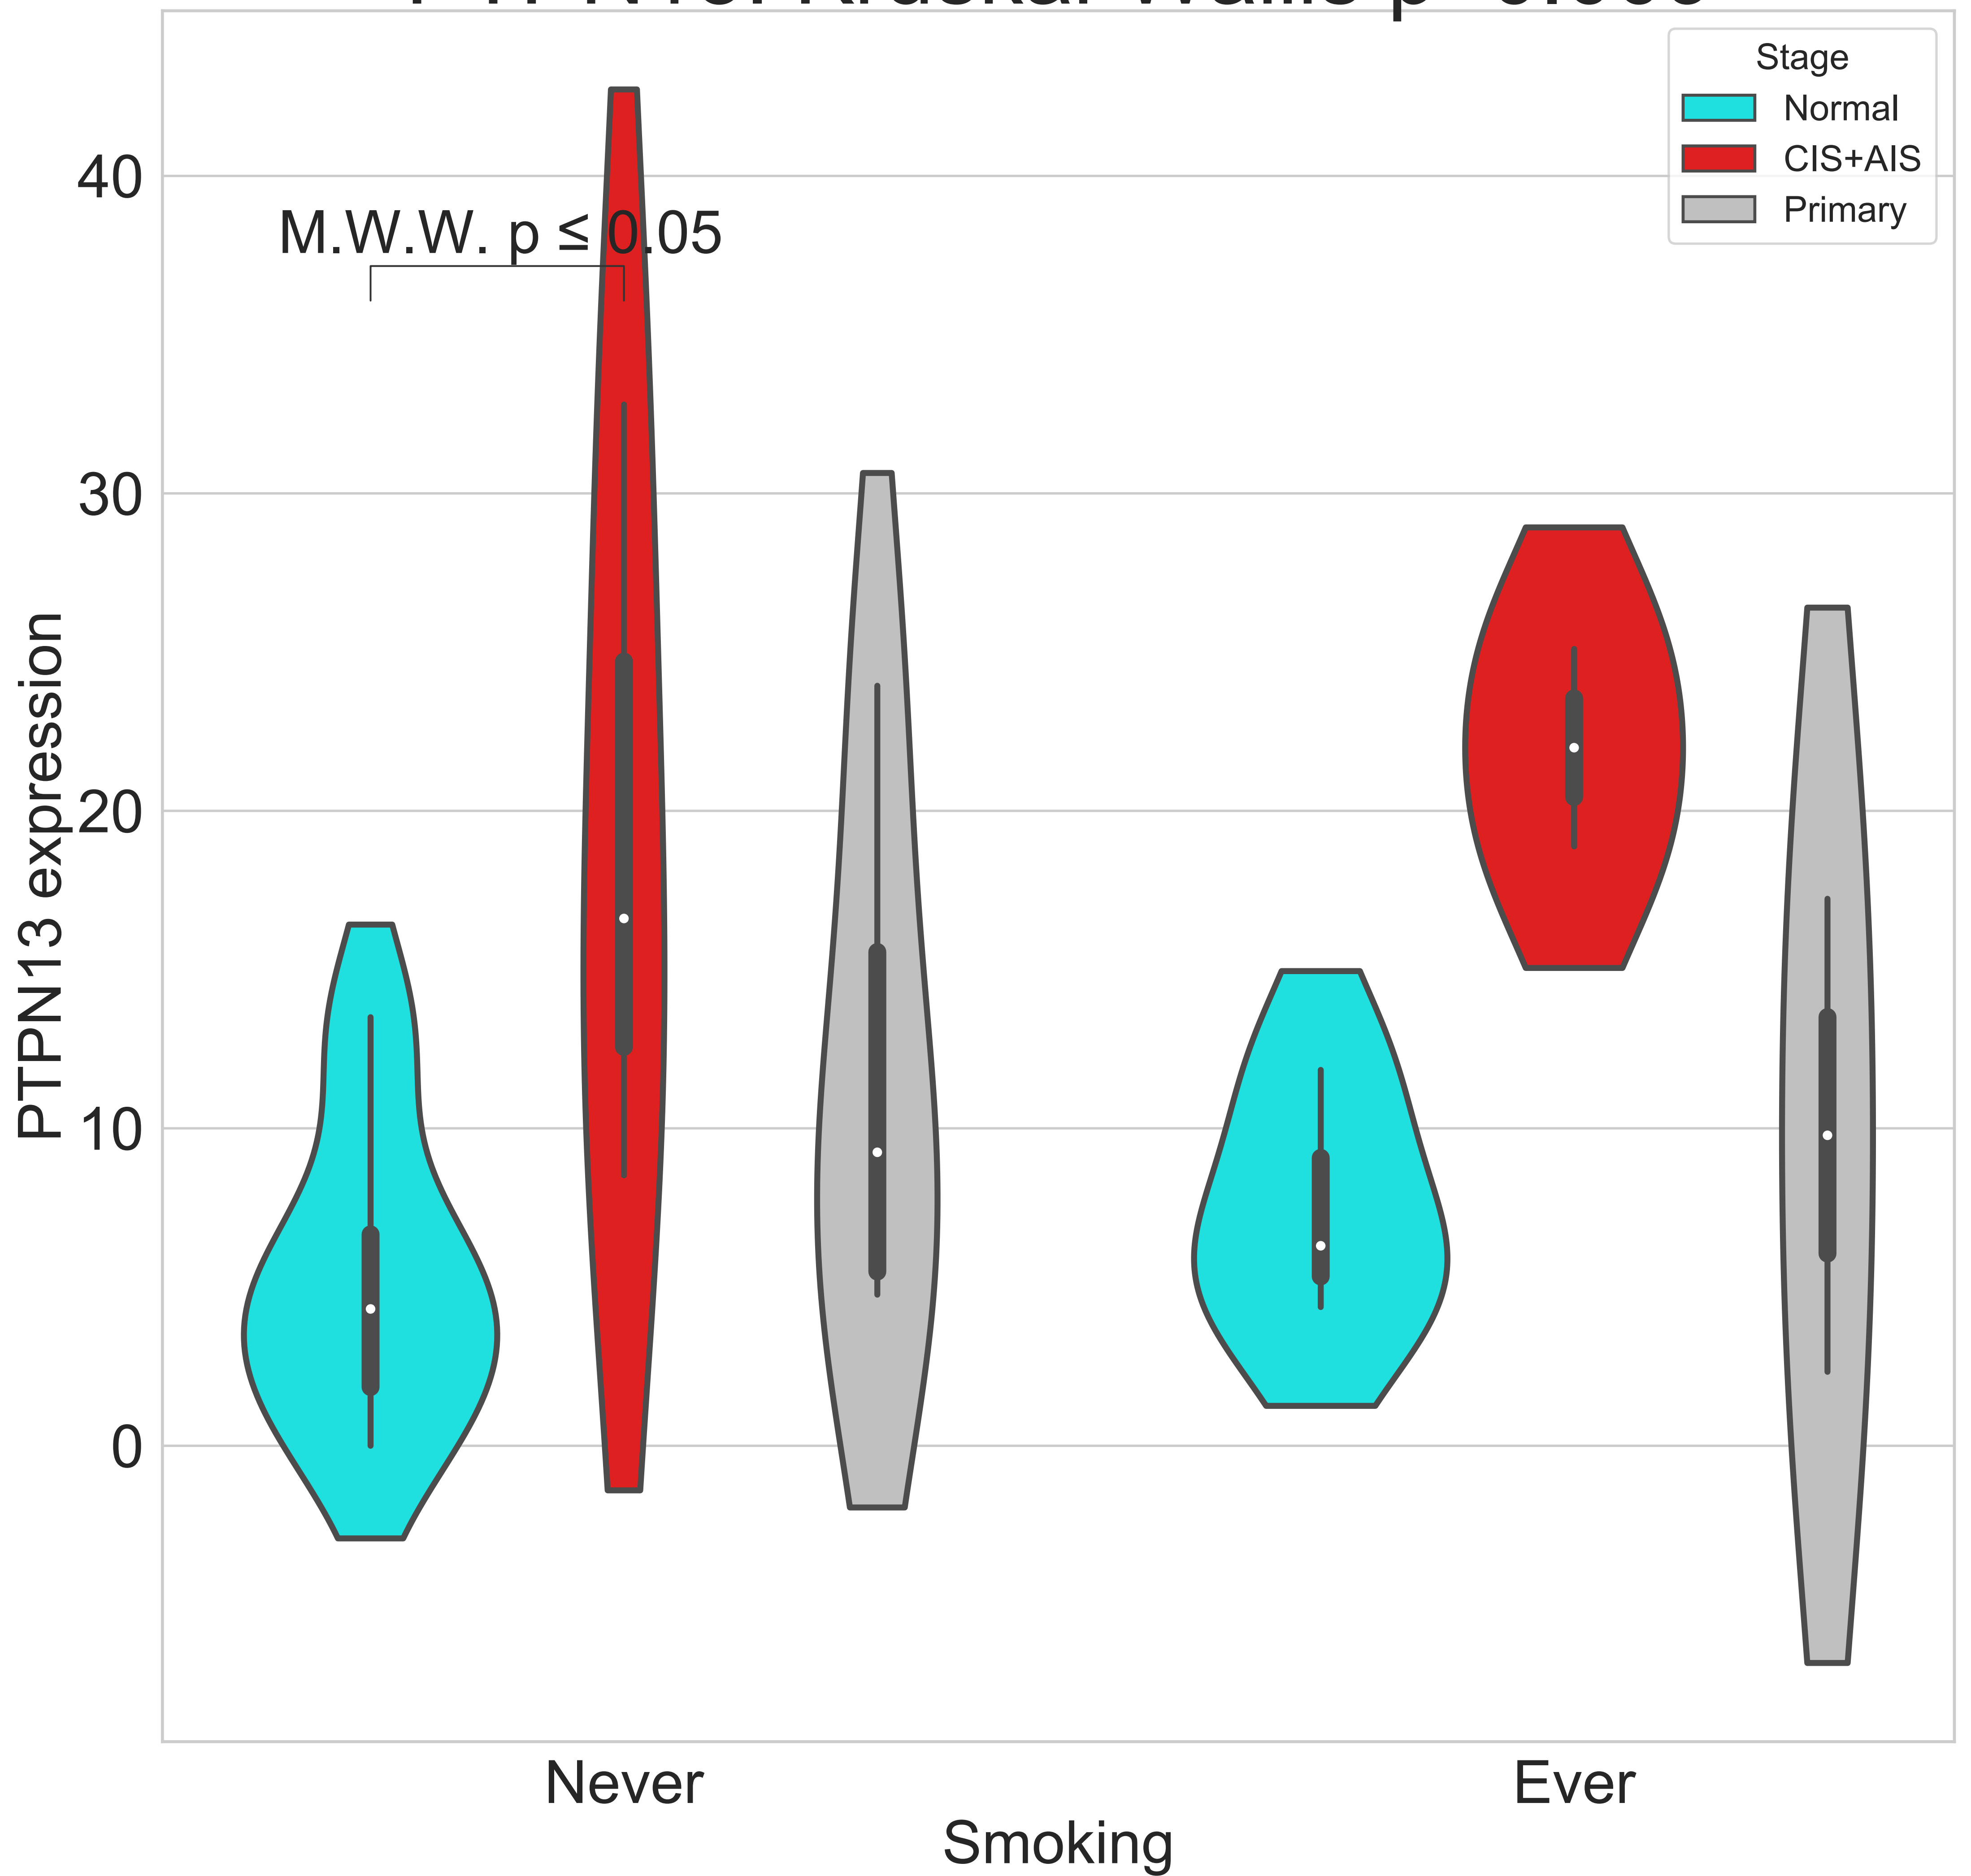 Stage
Normal
CIS+AIS
Primary
M.W.W. p ≤ 0.05
40
30
20
10
0
PTPN13 expression
Never
Ever
Smoking